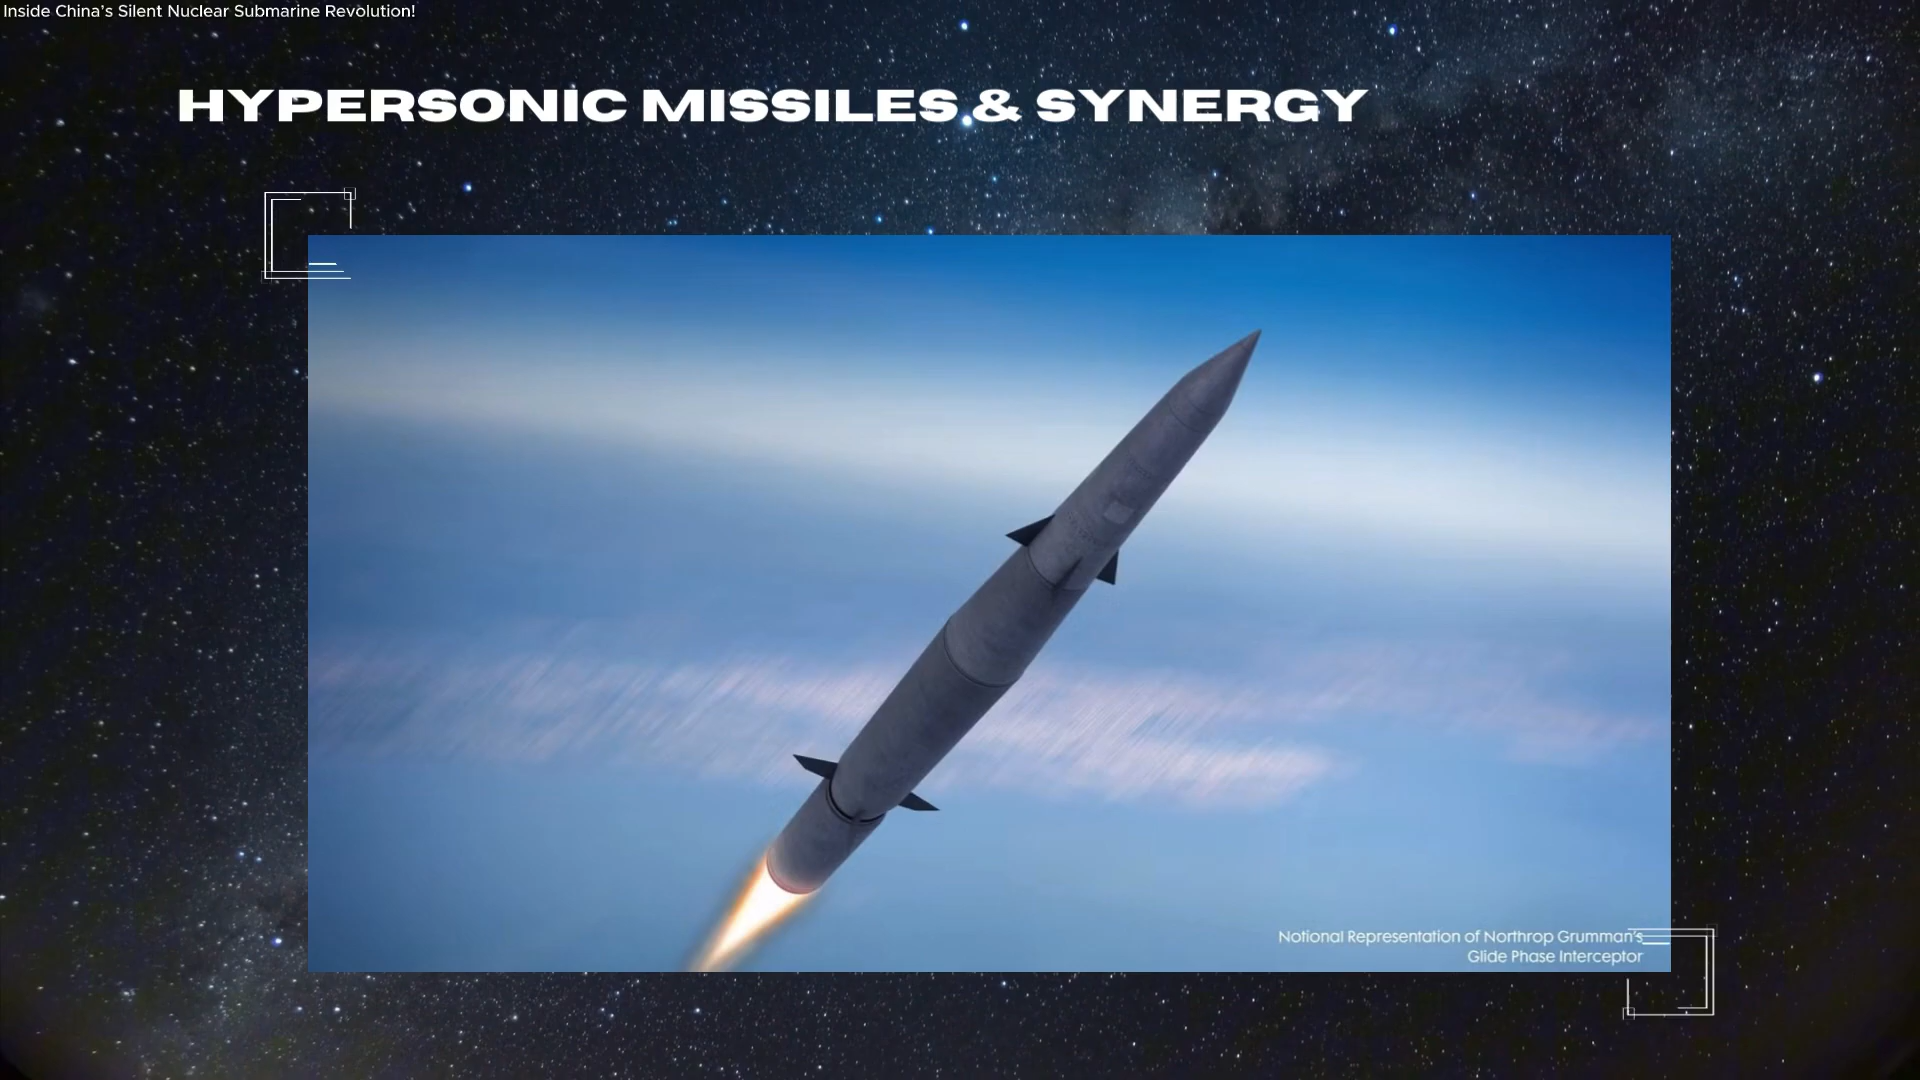 Inside China's Silent Nuclear Submarine Revolution!
HYPERSONIC MISSILES & SYNERGY
Notional Representation of Northrop Grumman's
Glide Phase Interceptor